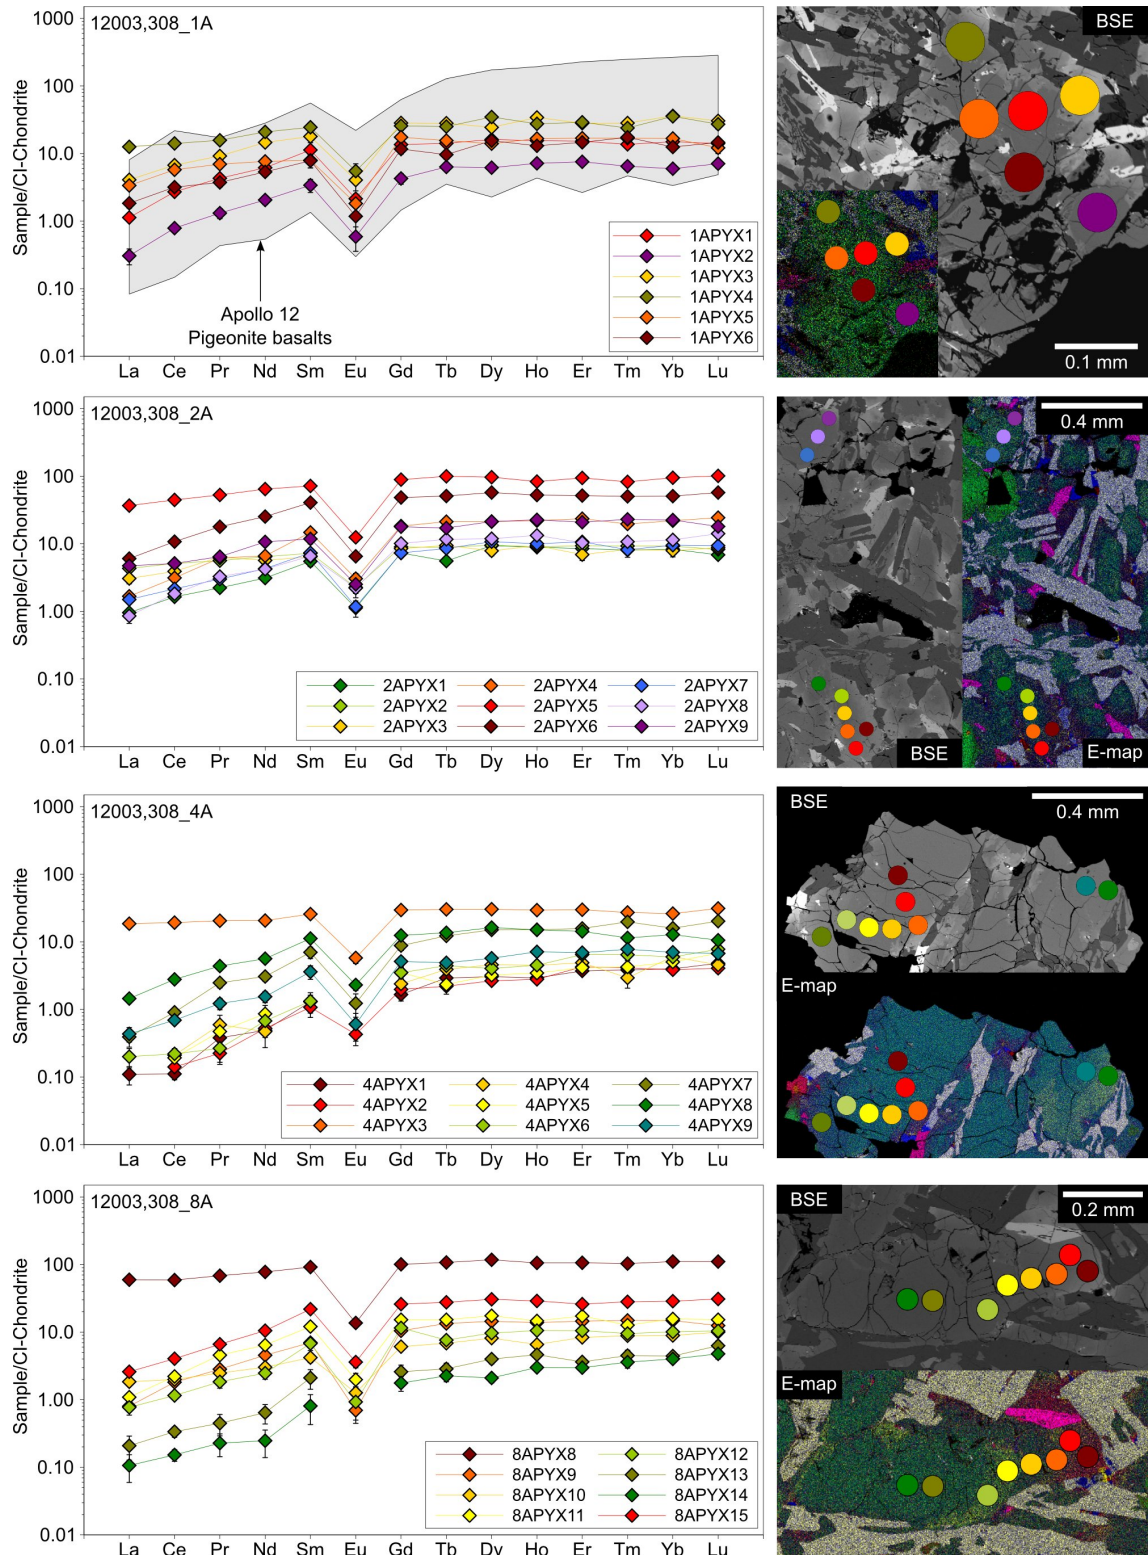 12003,308_1A
1000
100
10.0
1.00
0.10
0.01
Sample/CI-Chondrite
Apollo 12
Pigeonite basalts
1APYX1
1APYX2
1APYX3
1APYX4
1APYX5
1APYX6
La Ce Pr Nd Sm Eu Gd Tb Dy Ho Er Tm Yb Lu
BSE
0.1 mm
12003,308_2A
1000
100
10.0
1.00
0.10
0.01
Sample/CI-Chondrite
2APYX1 2APYX4 2APYX7
2APYX2 2APYX5 2APYX8
2APYX3 2APYX6 2APYX9
La Ce Pr Nd Sm Eu Gd Tb Dy Ho Er Tm Yb Lu
0.4 mm
BSE
E-map
12003,308_4A
1000
100
10.0
1.00
0.10
0.01
Sample/CI-Chondrite
4APYX1 4APYX4 4APYX7
4APYX2 4APYX5 4APYX8
4APYX3 4APYX6 4APYX9
La Ce Pr Nd Sm Eu Gd Tb Dy Ho Er Tm Yb Lu
BSE
0.4 mm
E-map
12003,308_8A
1000
100
10.0
1.00
0.10
0.01
Sample/CI-Chondrite
8APYX8 8APYX12
8APYX9 8APYX13
8APYX10 8APYX14
8APYX11 8APYX15
La Ce Pr Nd Sm Eu Gd Tb Dy Ho Er Tm Yb Lu
BSE
0.2 mm
E-map